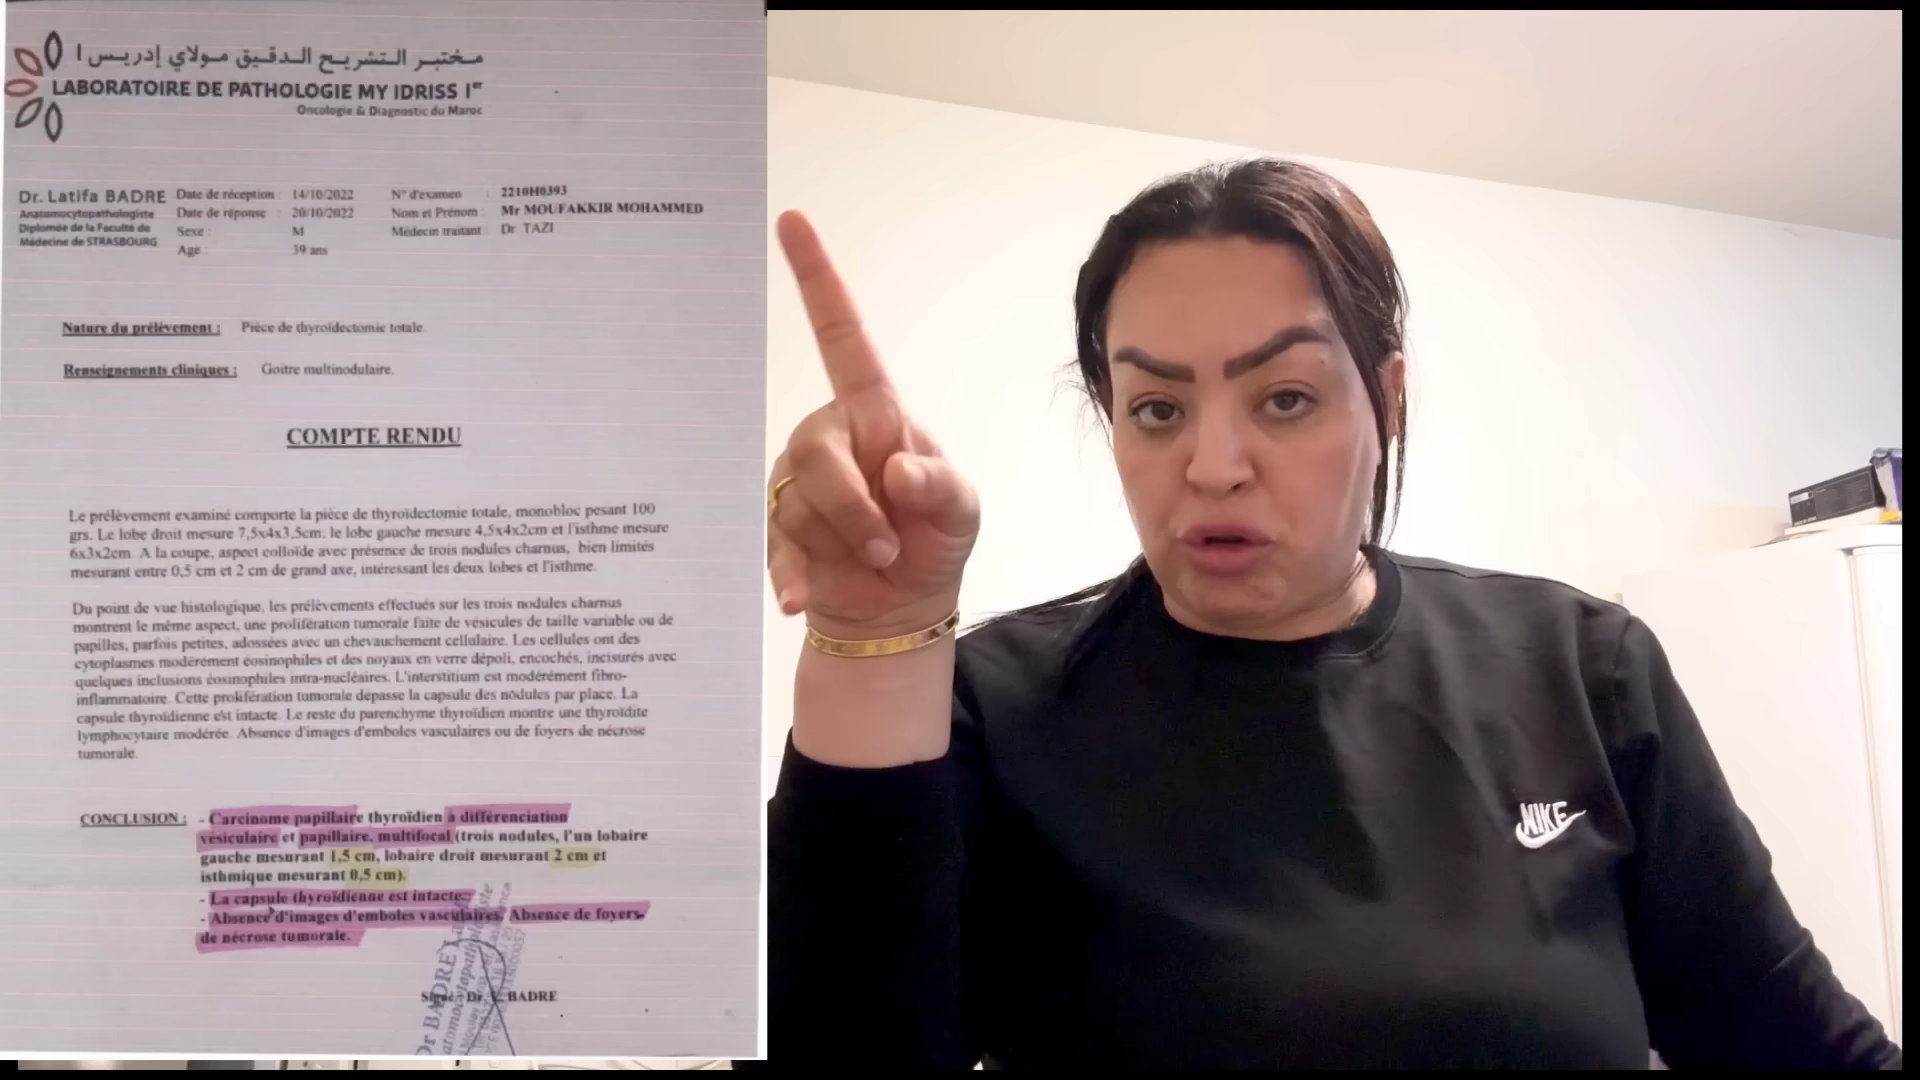 مختبر التشريح الدقيق مولاي إدريس I
LABORATOIRE DE PATHOLOGIE MY IDRISS Ier
Oncologie & Diagnostic du Maroc
Dr. Latifa BADRE
Anatomocytopathologiste
Diplomée de la Faculté de
Médecine de STRASBOURG
Date de réception : 14/10/2022
Date de réponse : 20/10/2022
Sexe : M
Age : 39 ans
N° d'examen : 2210H0393
Nom et Prénom : Mr MOUFAKKIR MOHAMMED
Médecin traitant : Dr TAZI
Nature du prélèvement : Pièce de thyroïdectomie totale.
Renseignements cliniques : Goitre multinodulaire.
COMPTE RENDU
Le prélèvement examiné comporte la pièce de thyroïdectomie totale, monobloc pesant 100
grs. Le lobe droit mesure 7,5x4x3,5cm; le lobe gauche mesure 4,5x4x2cm et l'isthme mesure
6x3x2cm. A la coupe, aspect colloïde avec présence de trois nodules charnus, bien limités
mesurant entre 0,5 cm et 2 cm de grand axe, intéressant les deux lobes et l'isthme.
Du point de vue histologique, les prélèvements effectués sur les trois nodules charnus
montrent le même aspect, une prolifération tumorale faite de vésicules de taille variable ou de
papilles, parfois petites, adossées avec un chevauchement cellulaire. Les cellules ont des
cytoplasmes modérément éosinophiles et des noyaux en verre dépoli, encochés, incisurés avec
quelques inclusions éosinophiles intra-nucléaires. L'interstitium est modérément fibro-
inflammatoire. Cette prolifération tumorale dépasse la capsule des nodules par place. La
capsule thyroïdienne est intacte. Le reste du parenchyme thyroïdien montre une thyroïdite
lymphocytaire modérée. Absence d'images d'emboles vasculaires ou de foyers de nécrose
tumorale.
CONCLUSION : - Carcinome papillaire thyroïdien à différenciation
vésiculaire et papillaire, multifocal (trois nodules, l'un lobaire
gauche mesurant 1,5 cm, lobaire droit mesurant 2 cm et
isthmique mesurant 0,5 cm).
- La capsule thyroïdienne est intacte.
- Absence d'images d'emboles vasculaires. Absence de foyers
de nécrose tumorale.
Signé : Dr. L. BADRE
Dr BADRE
NIKE